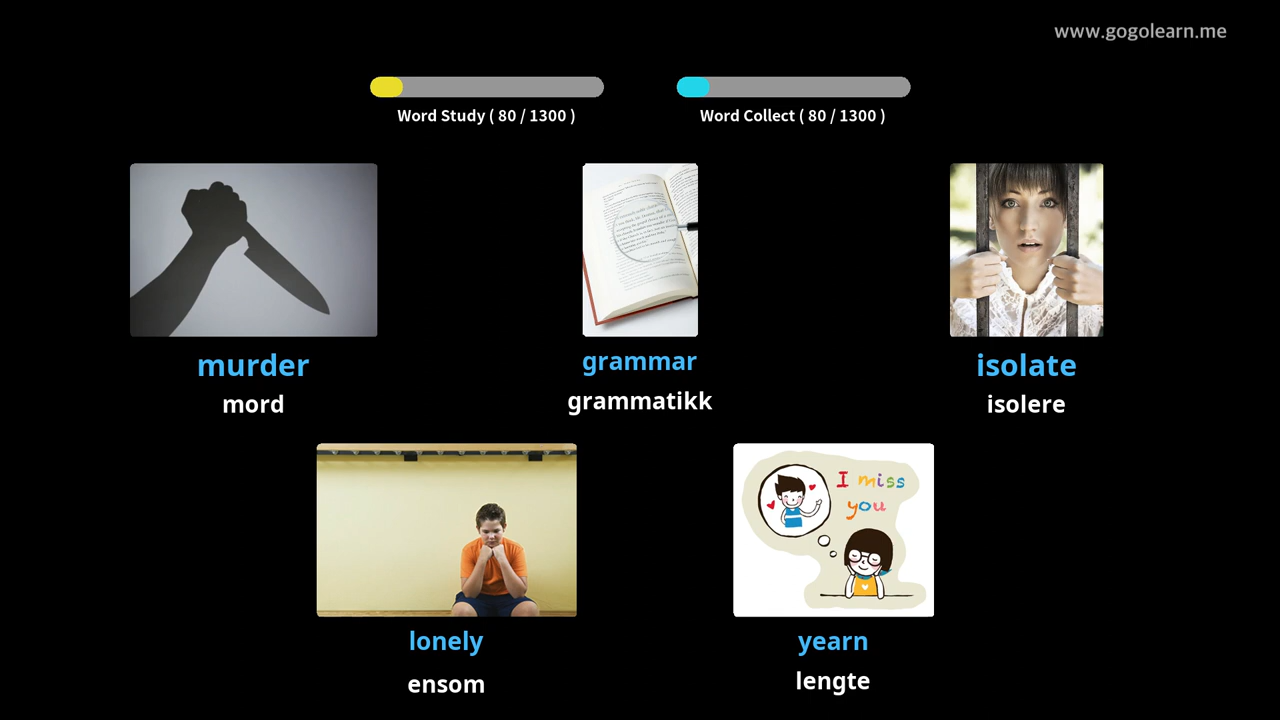 www.gogolearn.me
Word Study ( 80 / 1300 )
Word Collect ( 80 / 1300 )
murder
mord
grammar
grammatikk
isolate
isolere
I miss
you
lonely
ensom
yearn
lengte